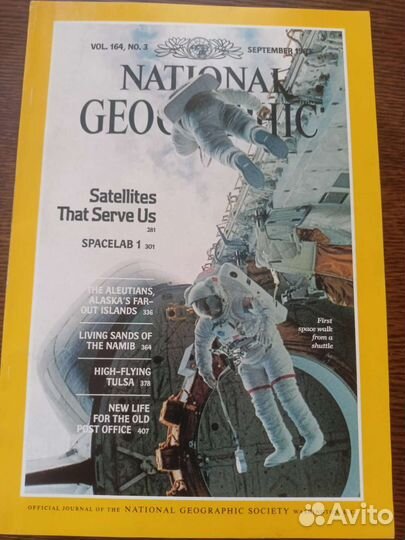 VOL. 164, NO. 3
SEPTEMBER 1983
NATIONAL
GEOGRAPHIC
Satellites
That Serve Us
281
SPACELAB 1 301
THE ALEUTIANS,
ALASKA'S FAR-
OUT ISLANDS 336
LIVING SANDS OF
THE NAMIB 364
HIGH-FLYING
TULSA 378
NEW LIFE
FOR THE OLD
POST OFFICE 407
First
space walk
from a
shuttle
OFFICIAL JOURNAL OF THE NATIONAL GEOGRAPHIC SOCIETY
Avito